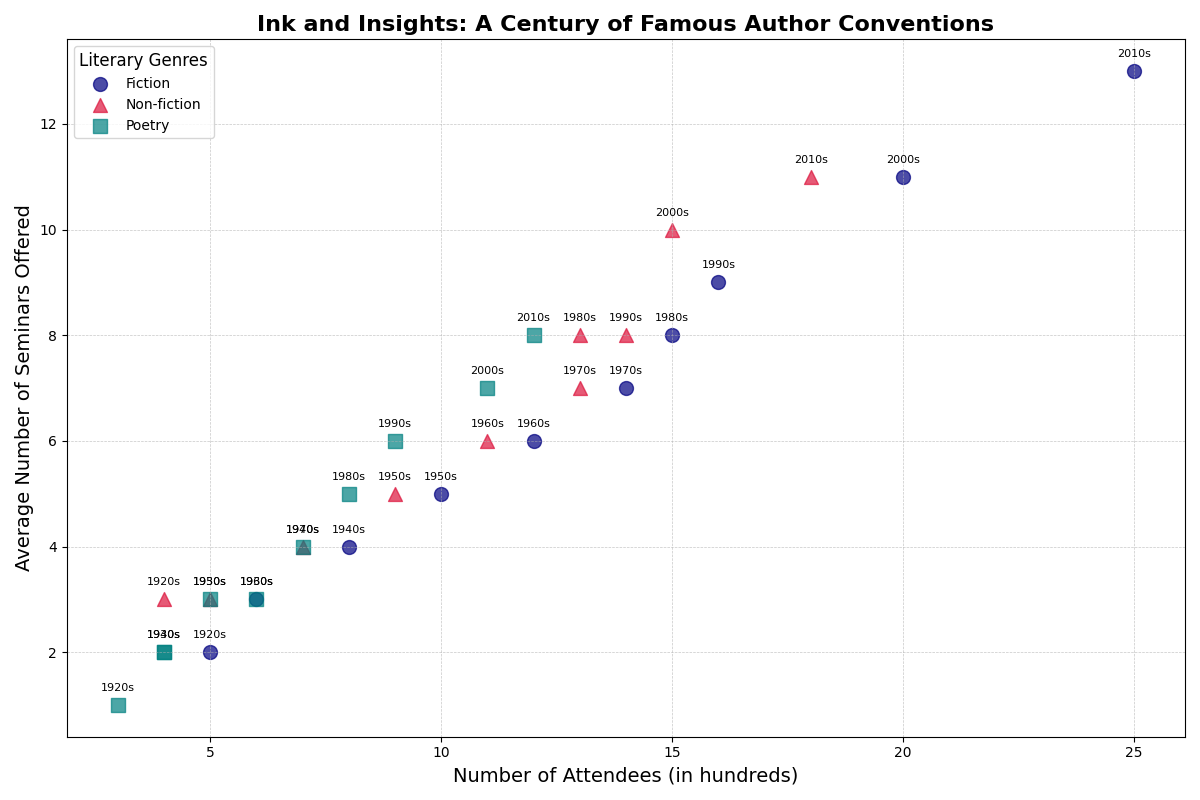 Ink and Insights: A Century of Famous Author Conventions
Literary Genres
Fiction
Non-fiction
Poetry
2010s
2010s
2000s
2000s
1990s
2010s
1980s
1990s
1980s
2000s
1970s
1970s
1990s
1960s
1960s
1980s
1950s
1950s
1940s
1920s
1920s
1920s
12
10
8
6
4
2
5
10
15
20
25
Average Number of Seminars Offered
Number of Attendees (in hundreds)